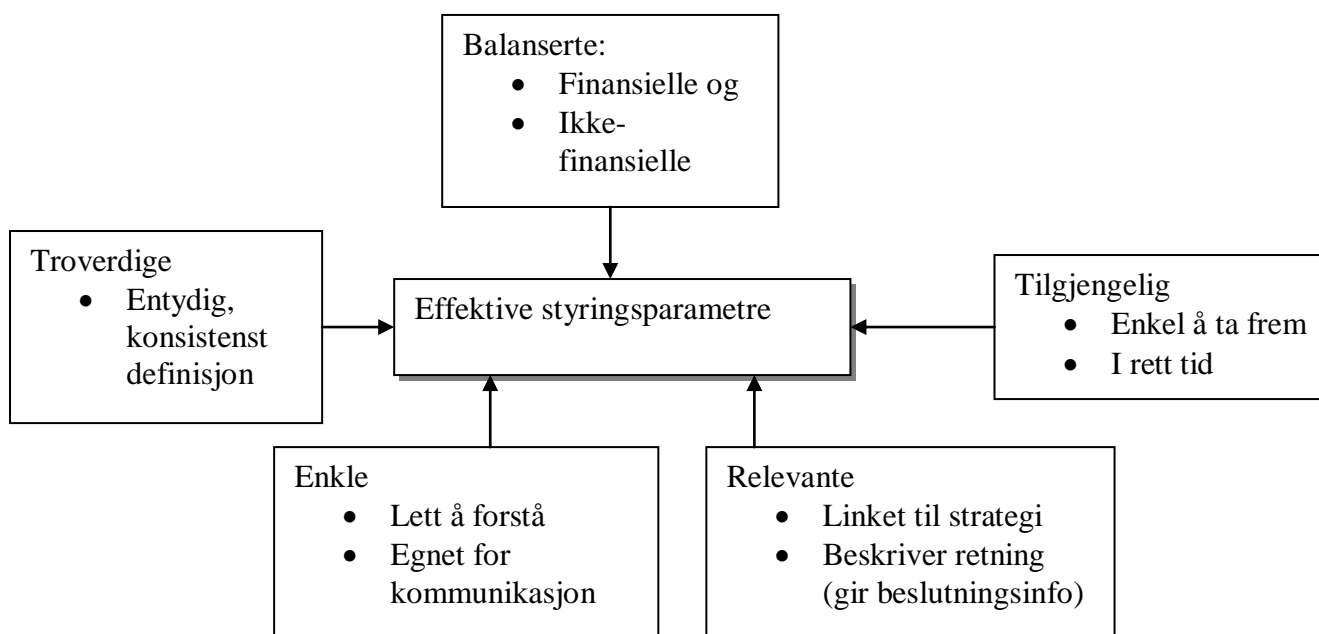 Balanserte:
• Finansielle og
• Ikke-
finansielle
Troverdige
• Entydig,
konsistenst
definisjon
Effektive styringsparametre
Tilgjengelig
• Enkel å ta frem
• I rett tid
Enkle
• Lett å forstå
• Egnet for
kommunikasjon
Relevante
• Linket til strategi
• Beskriver retning
(gir beslutningsinfo)